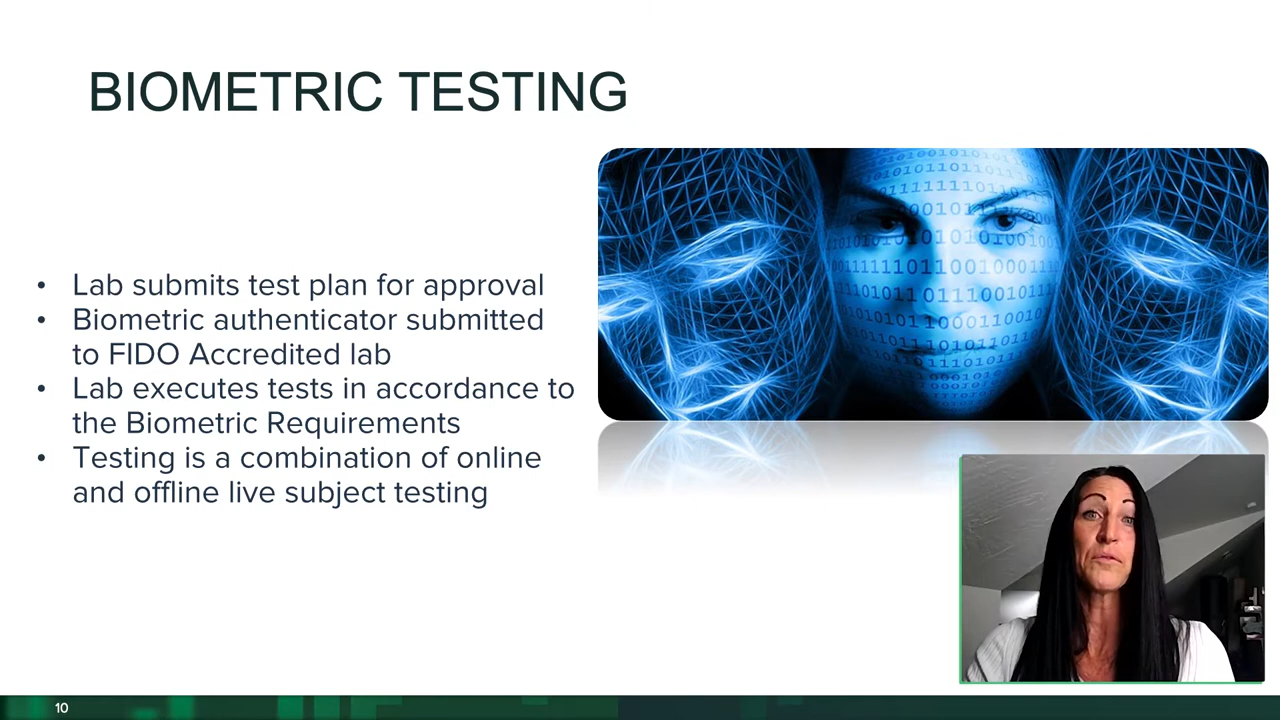 BIOMETRIC TESTING
• Lab submits test plan for approval
• Biometric authenticator submitted
to FIDO Accredited lab
• Lab executes tests in accordance to
the Biometric Requirements
• Testing is a combination of online
and offline live subject testing
10